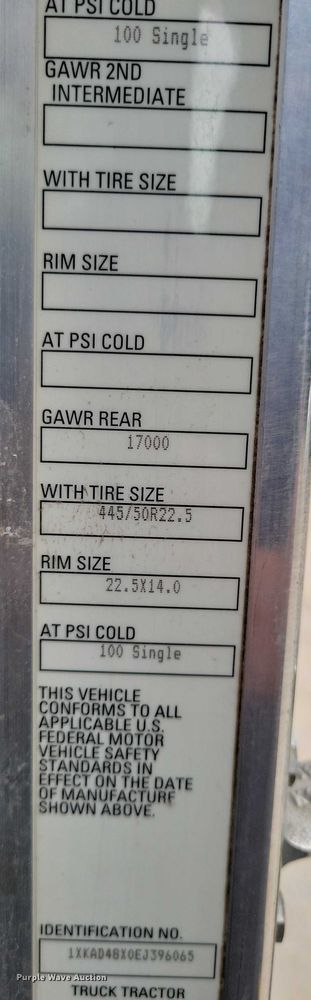 AT PSI COLD
100 Single
GAWR 2ND
INTERMEDIATE
WITH TIRE SIZE
RIM SIZE
AT PSI COLD
GAWR REAR
17000
WITH TIRE SIZE
445/50R22.5
RIM SIZE
22.5X14.0
AT PSI COLD
100 Single
THIS VEHICLE
CONFORMS TO ALL
APPLICABLE U.S.
FEDERAL MOTOR
VEHICLE SAFETY
STANDARDS IN
EFFECT ON THE DATE
OF MANUFACTURE
SHOWN ABOVE.
IDENTIFICATION NO.
1XKAD48X0EJ396065
Purple Wave Auction
TRUCK TRACTOR